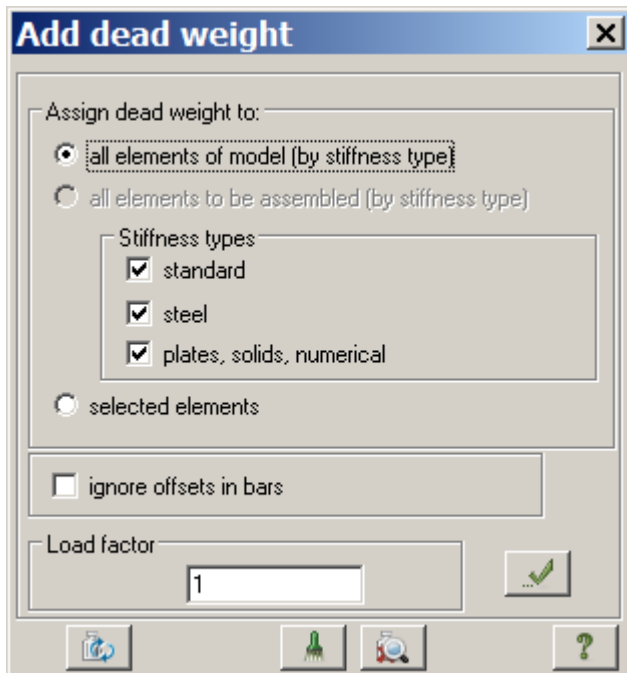 Add dead weight
Assign dead weight to:
all elements of model (by stiffness type)
all elements to be assembled (by stiffness type)
Stiffness types
standard
steel
plates, solids, numerical
selected elements
ignore offsets in bars
Load factor
1
?